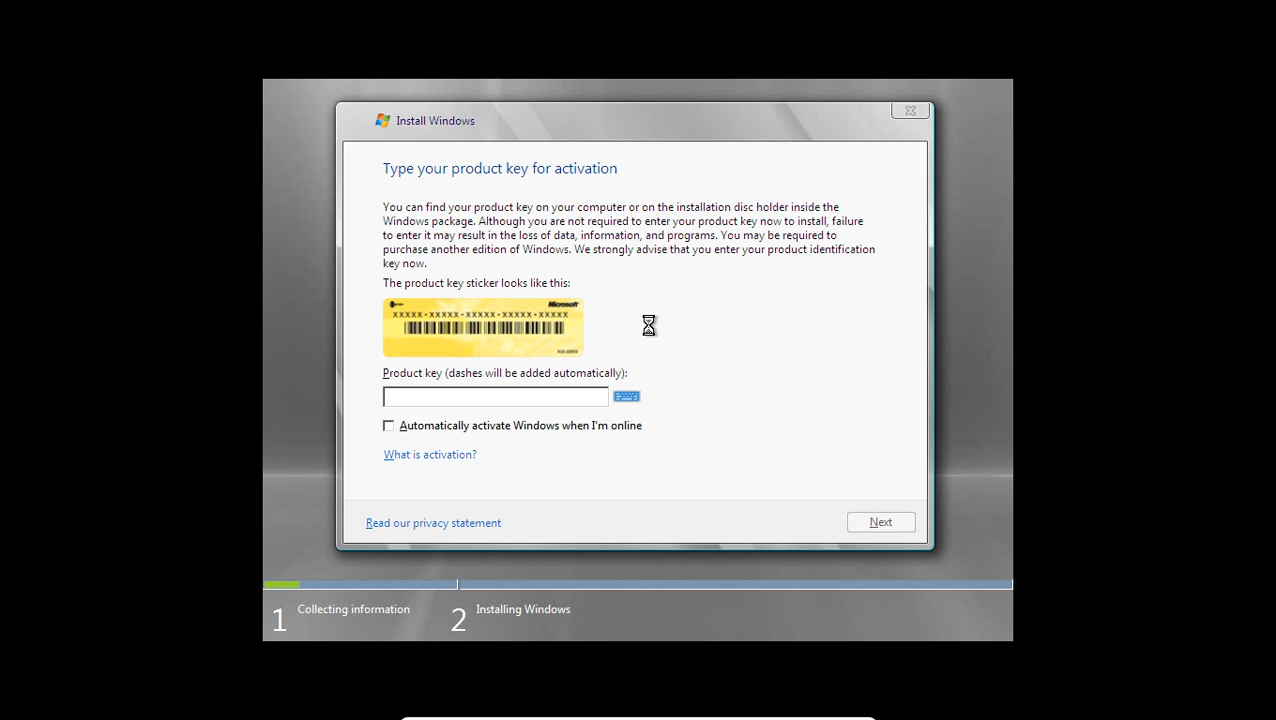 Install Windows
Type your product key for activation
You can find your product key on your computer or on the installation disc holder inside the
Windows package. Although you are not required to enter your product key now to install, failure
to enter it may result in the loss of data, information, and programs. You may be required to
purchase another edition of Windows. We strongly advise that you enter your product identification
key now.
The product key sticker looks like this:
Microsoft
XXXXX-XXXXX-XXXXX-XXXXX-XXXXX
Product key (dashes will be added automatically):
Automatically activate Windows when I'm online
What is activation?
Read our privacy statement
Next
1 Collecting information
2 Installing Windows